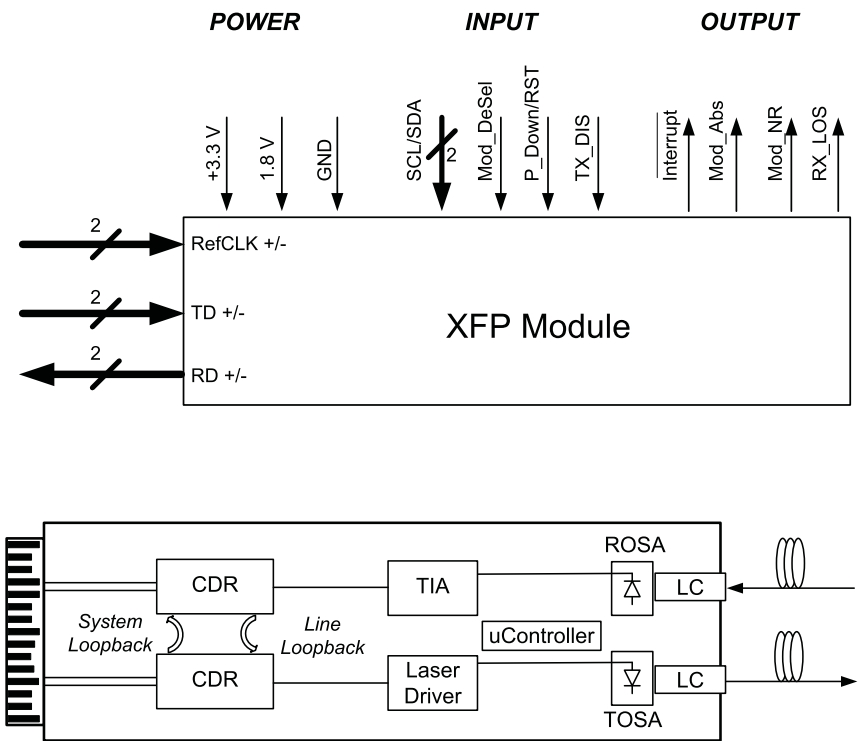 POWER
INPUT
OUTPUT
+3.3 V
1.8 V
GND
SCL/SDA
2
Mod_DeSel
P_Down/RST
TX_DIS
Interrupt
Mod_Abs
Mod_NR
RX_LOS
2
RefCLK +/-
2
TD +/-
XFP Module
2
RD +/-
ROSA
CDR
TIA
LC
System
Loopback
Line
Loopback
uController
CDR
Laser
Driver
LC
TOSA